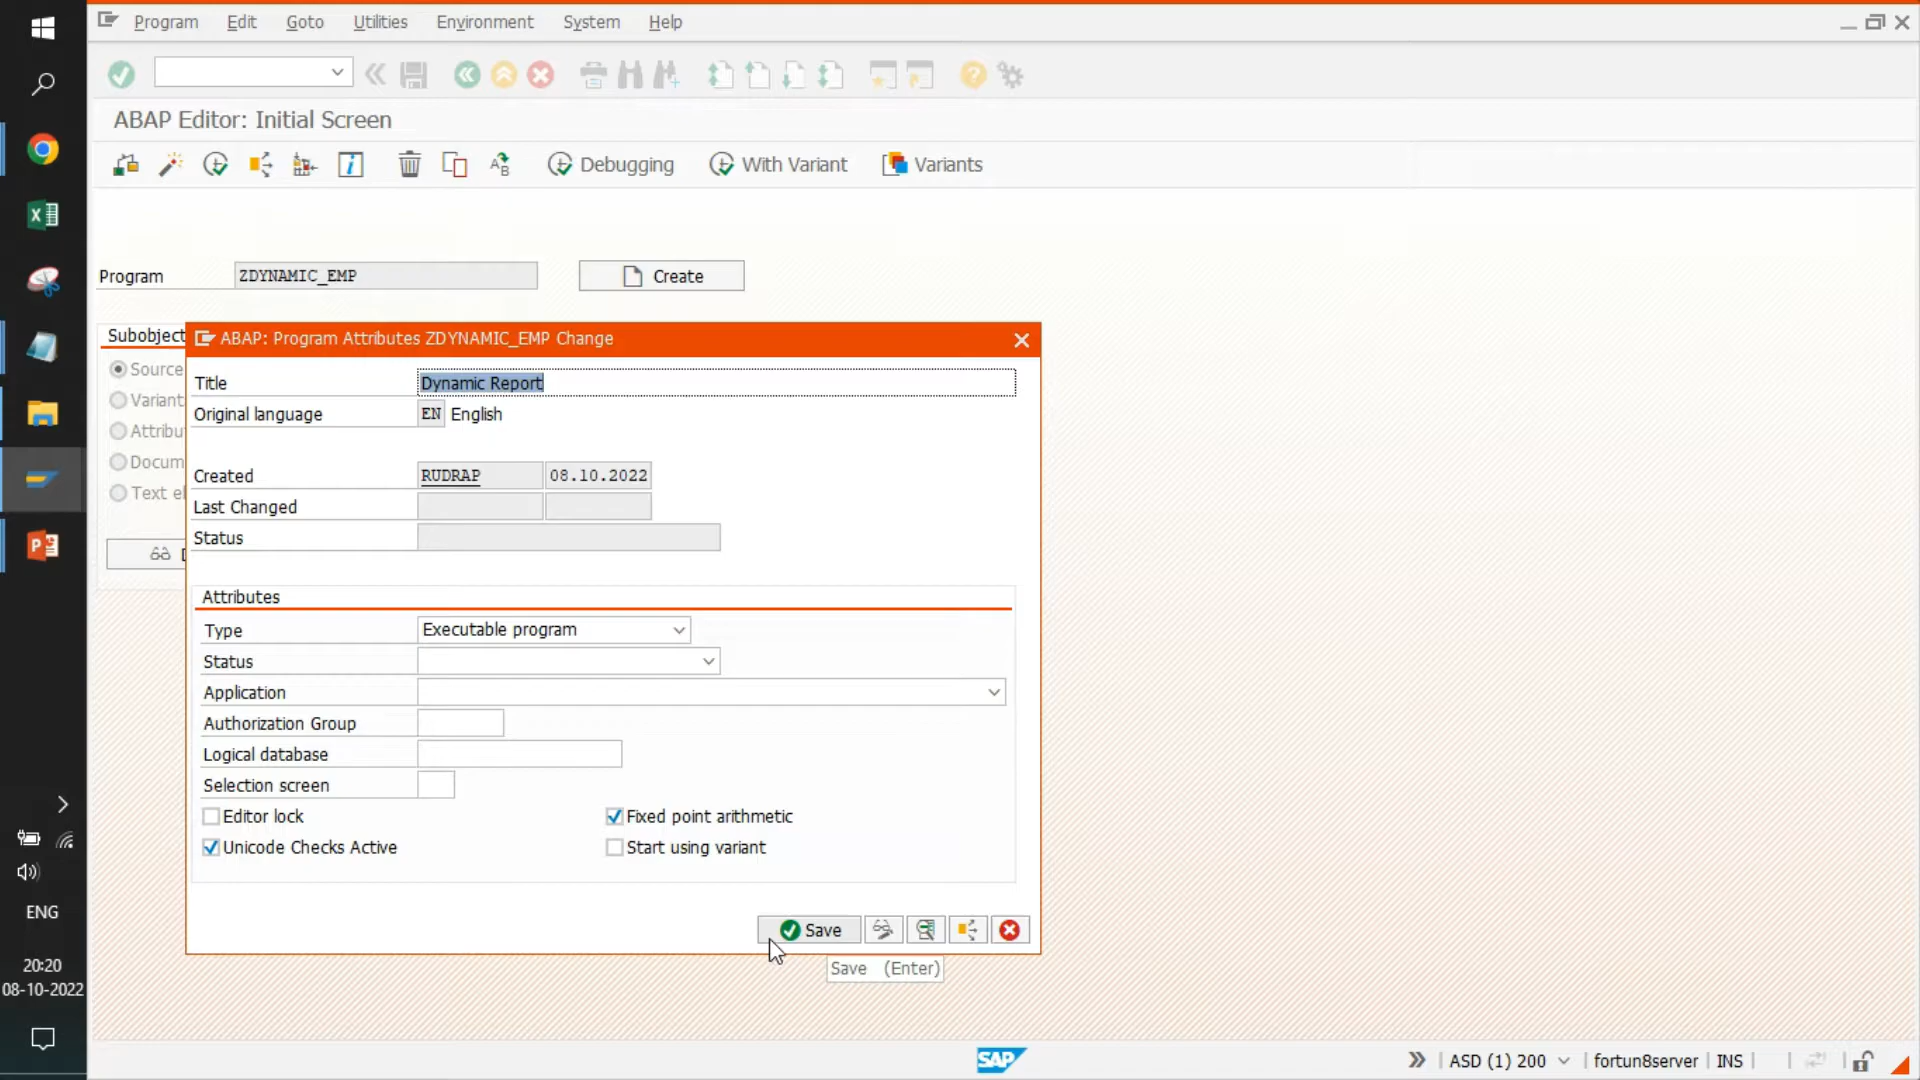 Program Edit Goto Utilities Environment System Help
ABAP Editor: Initial Screen
Debugging With Variant Variants
Program ZDYNAMIC_EMP Create
Subobject
Source
Variant
Attribu
Docum
Text el
D
ABAP: Program Attributes ZDYNAMIC_EMP Change
Title Dynamic Report
Original language EN English
Created RUDRAP 08.10.2022
Last Changed
Status
Attributes
Type Executable program
Status
Application
Authorization Group
Logical database
Selection screen
Editor lock Fixed point arithmetic
Unicode Checks Active Start using variant
Save
Save (Enter)
ENG
20:20
08-10-2022
SAP ASD (1) 200 fortun8server INS